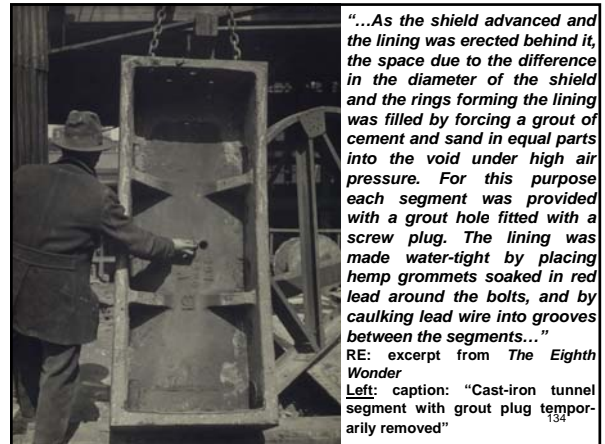 “…As the shield advanced and
the lining was erected behind it,
the space due to the difference
in the diameter of the shield
and the rings forming the lining
was filled by forcing a grout of
cement and sand in equal parts
into the void under high air
pressure. For this purpose
each segment was provided
with a grout hole fitted with a
screw plug. The lining was
made water-tight by placing
hemp grommets soaked in red
lead around the bolts, and by
caulking lead wire into grooves
between the segments…”
RE: excerpt from The Eighth
Wonder
Left: caption: “Cast-iron tunnel
segment with grout plug tempor-
arily removed”
134